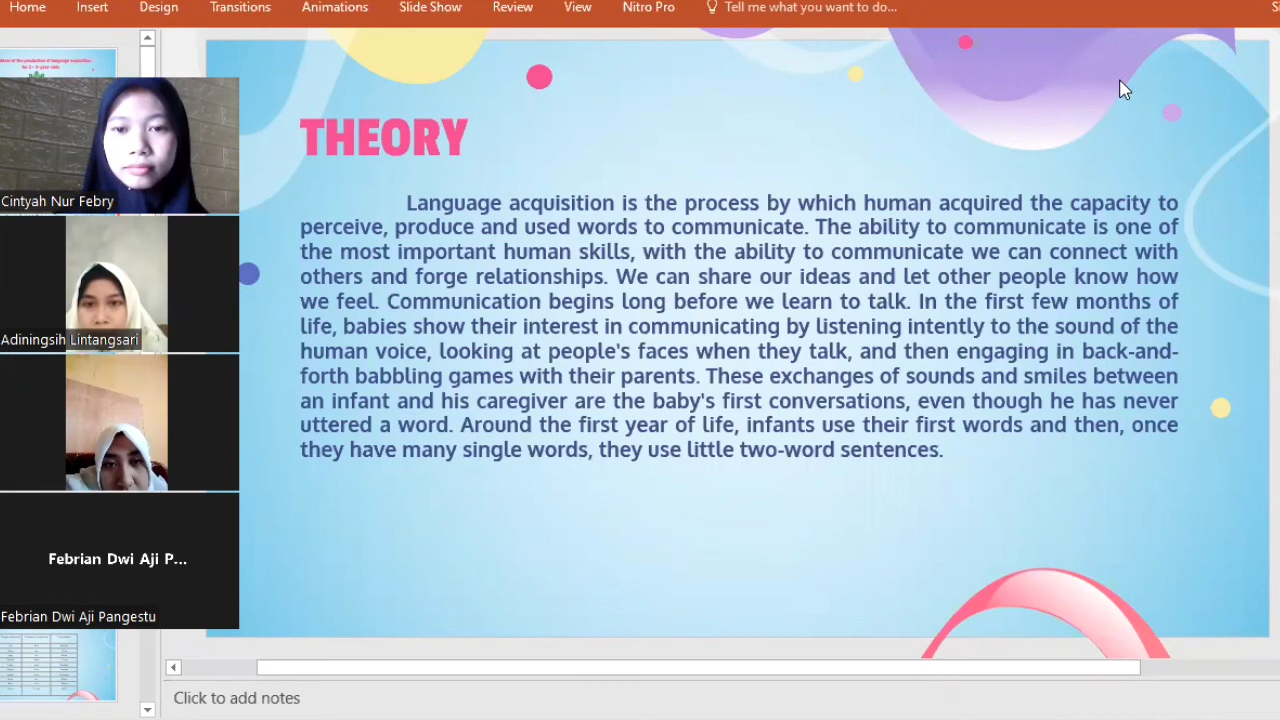 Home Insert Design Transitions Animations Slide Show Review View Nitro Pro Tell me what you want to do...
THEORY
Language acquisition is the process by which human acquired the capacity to
perceive, produce and used words to communicate. The ability to communicate is one of
the most important human skills, with the ability to communicate we can connect with
others and forge relationships. We can share our ideas and let other people know how
we feel. Communication begins long before we learn to talk. In the first few months of
life, babies show their interest in communicating by listening intently to the sound of the
human voice, looking at people's faces when they talk, and then engaging in back-and-
forth babbling games with their parents. These exchanges of sounds and smiles between
an infant and his caregiver are the baby's first conversations, even though he has never
uttered a word. Around the first year of life, infants use their first words and then, once
they have many single words, they use little two-word sentences.
Cintyah Nur Febry
Adiningsih Lintangsari
Febrian Dwi Aji P...
Febrian Dwi Aji Pangestu
Click to add notes